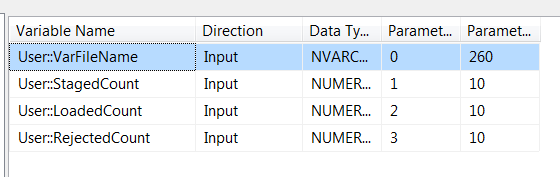 Variable Name Direction Data Ty... Paramet... Paramet...
User::VarFileName Input NVARC... 0 260
User::StagedCount Input NUMER... 1 10
User::LoadedCount Input NUMER... 2 10
User::RejectedCount Input NUMER... 3 10